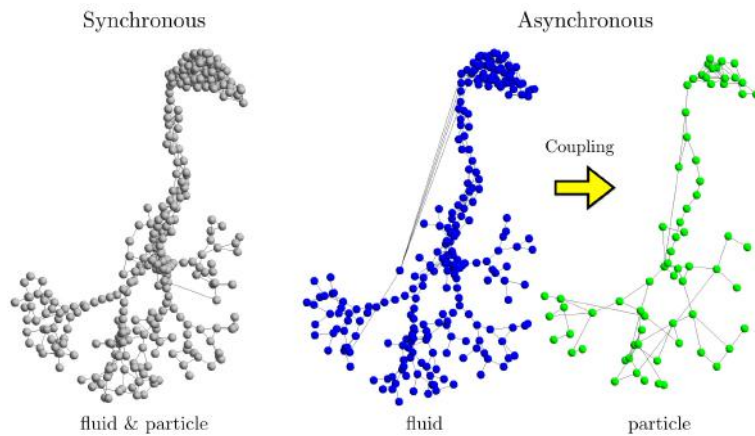 Synchronous
Asynchronous
Coupling
fluid & particle
fluid
particle